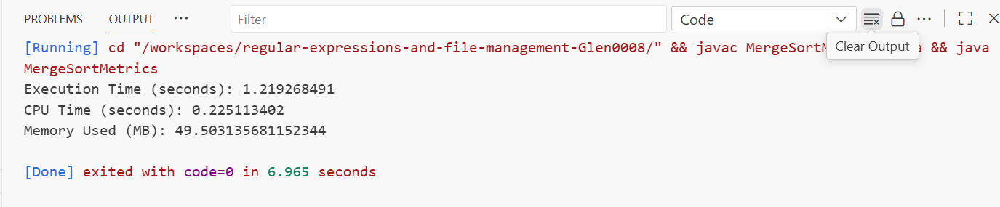 PROBLEMS OUTPUT ... Filter Code
[Running] cd "/workspaces/regular-expressions-and-file-management-Glen0008/" && javac MergeSortM a && java
Clear Output
MergeSortMetrics
Execution Time (seconds): 1.219268491
CPU Time (seconds): 0.225113402
Memory Used (MB): 49.503135681152344
[Done] exited with code=0 in 6.965 seconds